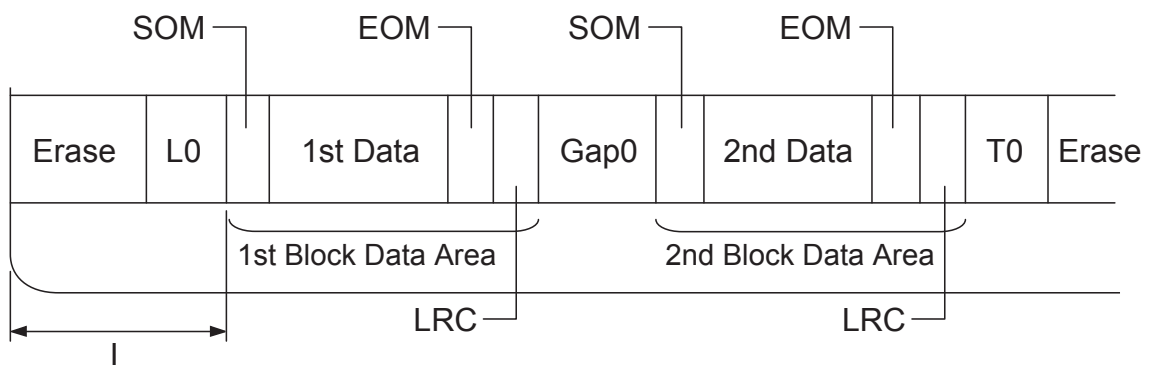 SOM EOM SOM EOM
Erase L0 1st Data Gap0 2nd Data T0 Erase
1st Block Data Area 2nd Block Data Area
LRC LRC
I